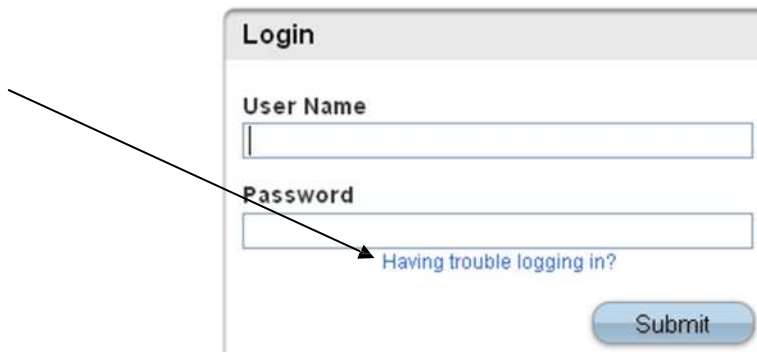 Login
User Name
Password
Having trouble logging in?
Submit